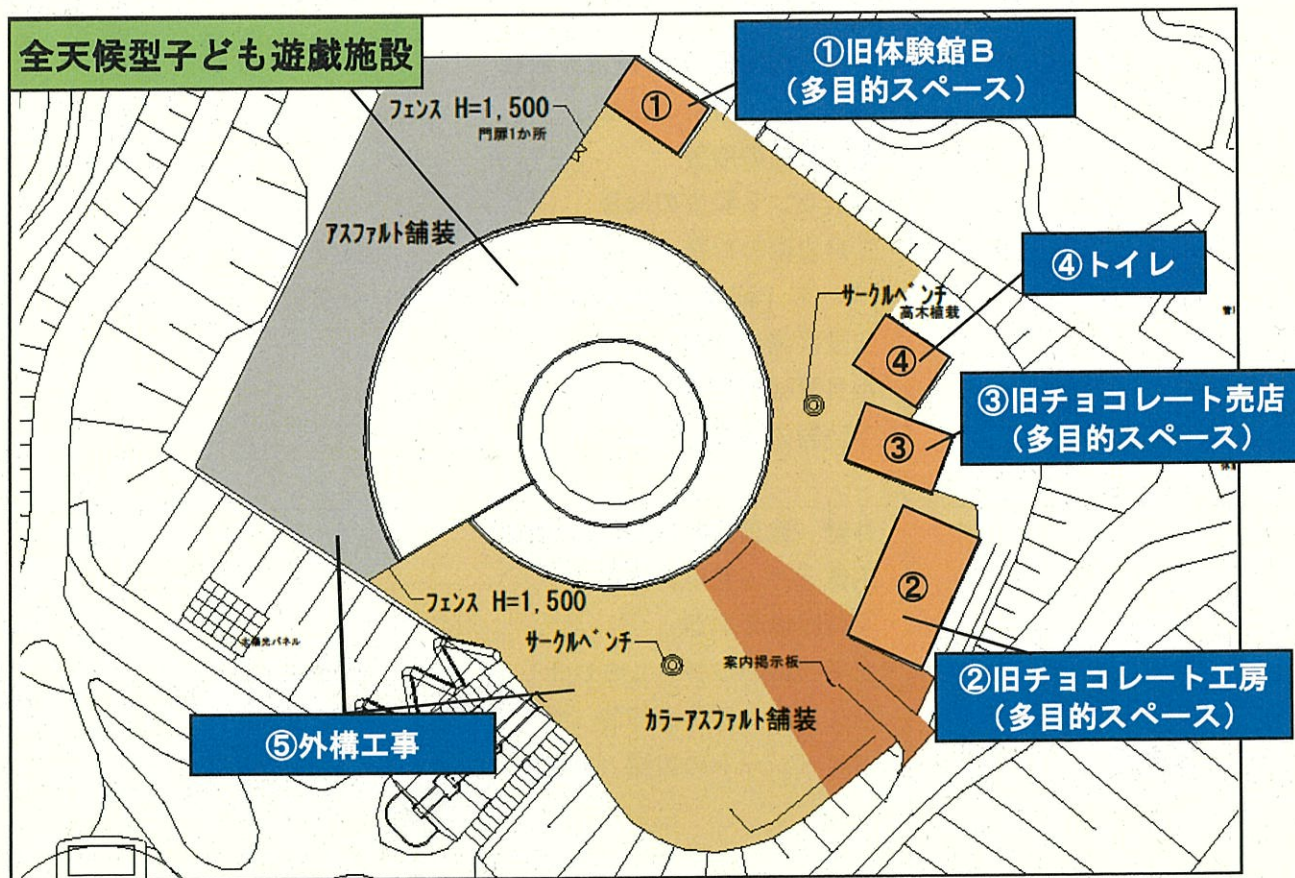 全天候型子ども遊戯施設
①旧体験館B
(多目的スペース)
フェンス H=1,500
門扉1か所
①
アスファルト舗装
④トイレ
サークルベンチ
高木植栽
④
③旧チョコレート売店
(多目的スペース)
③
②
フェンス H=1,500
サークルベンチ
太陽光パネル
案内掲示板
②旧チョコレート工房
(多目的スペース)
カラーアスファルト舗装
⑤外構工事